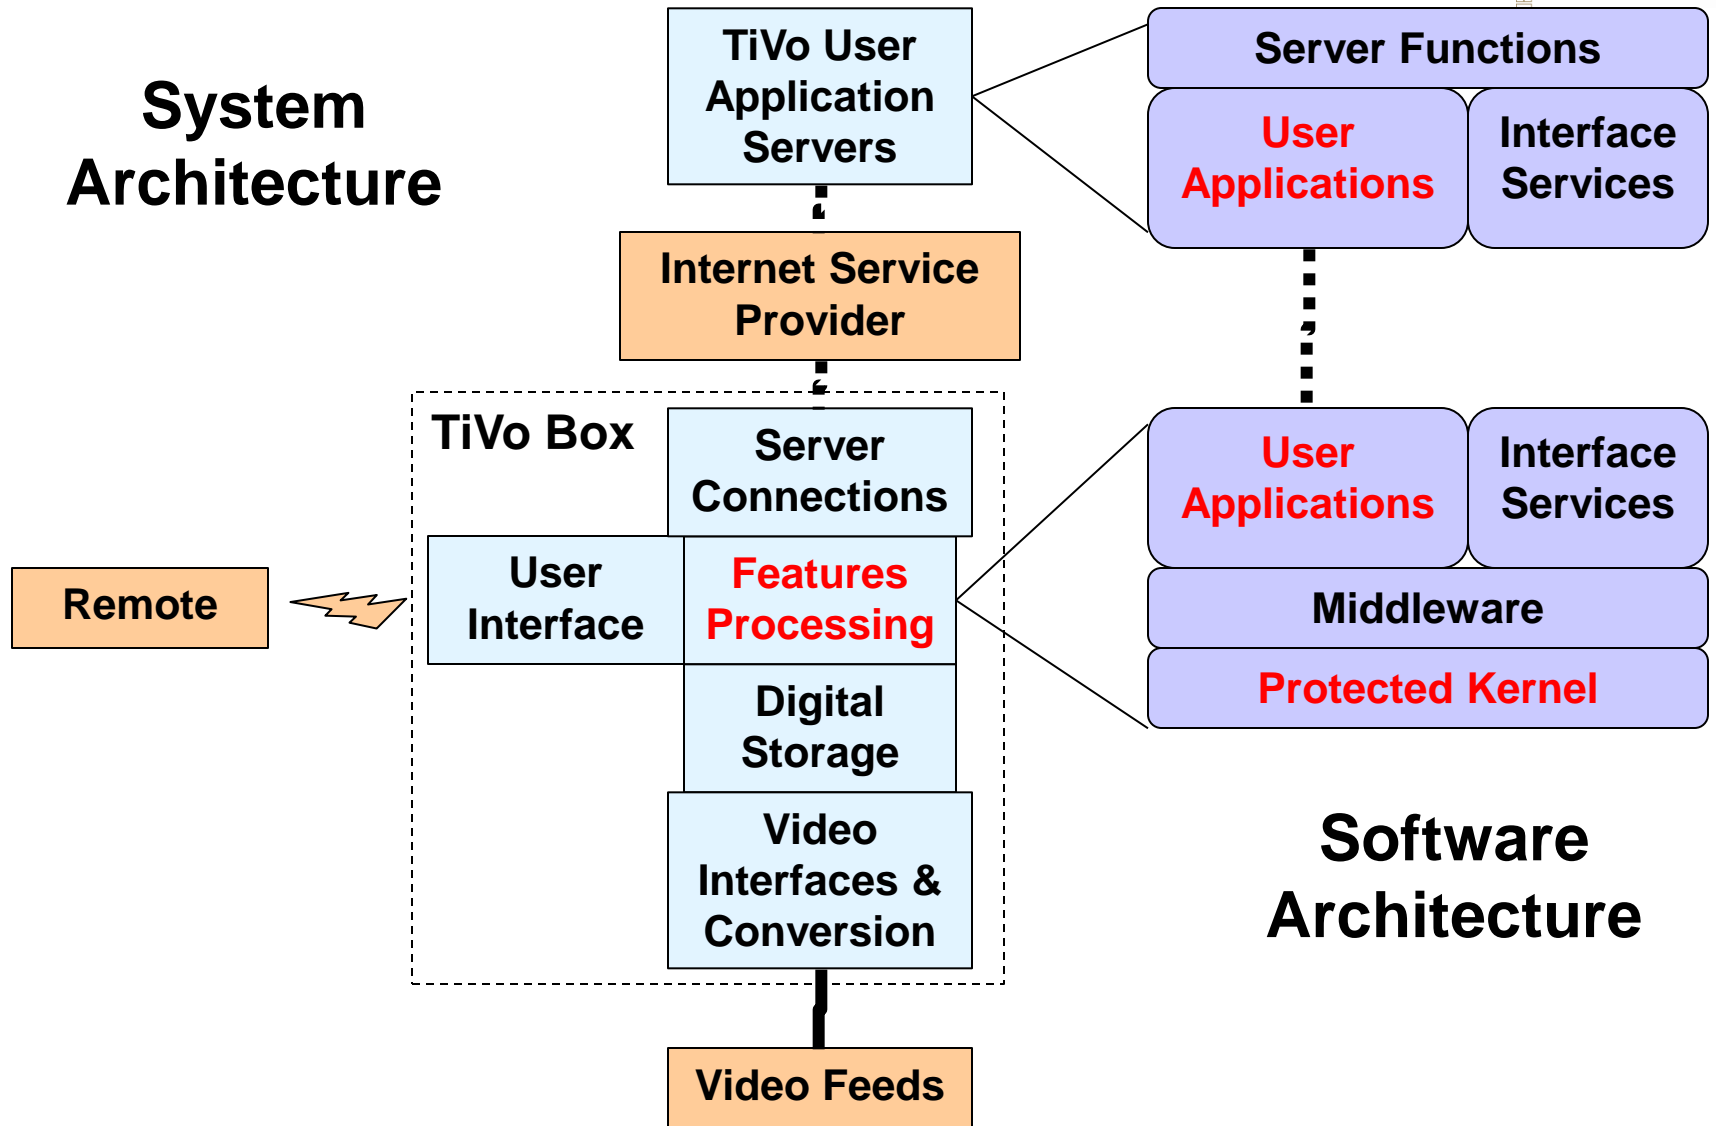 System
Architecture
TiVo User
Application
Servers
Server Functions
User
Applications
Interface
Services
Internet Service
Provider
TiVo Box
Server
Connections
User
Interface
Features
Processing
Remote
Digital
Storage
Video
Interfaces &
Conversion
Video Feeds
User
Applications
Interface
Services
Middleware
Protected Kernel
Software
Architecture